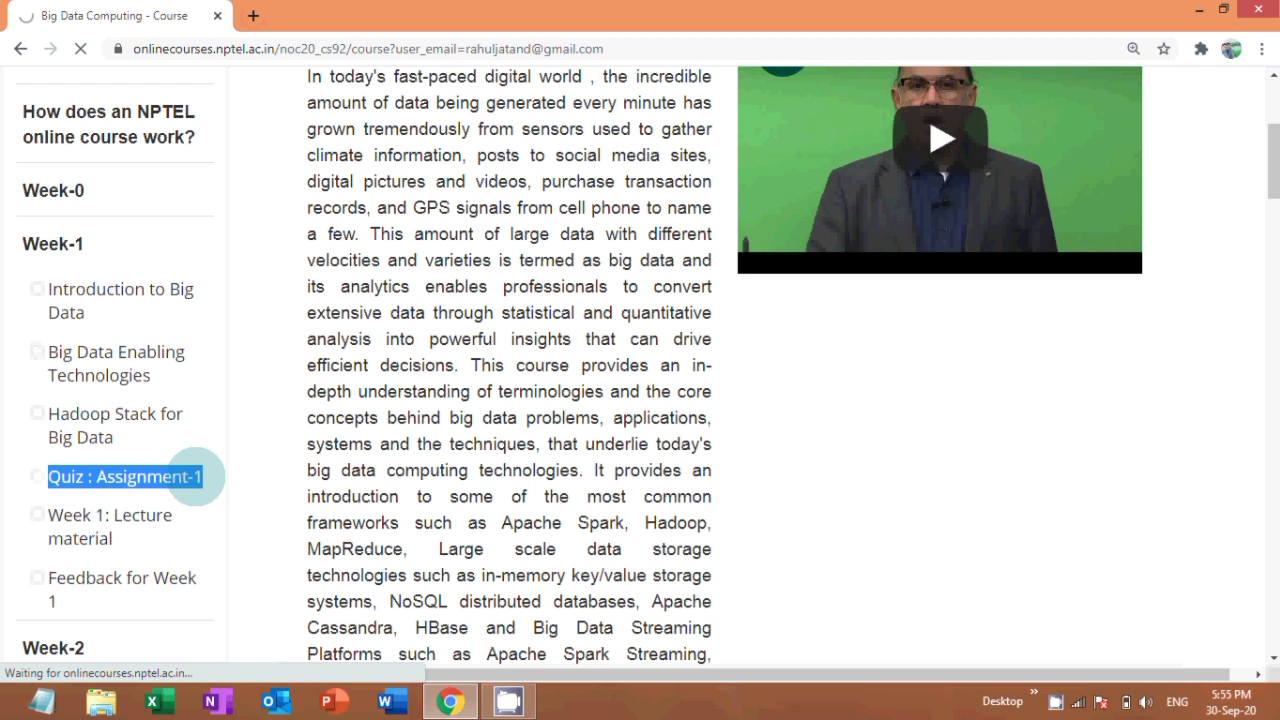 Big Data Computing - Course
onlinecourses.nptel.ac.in/noc20_cs92/course?user_email=rahuljatand@gmail.com
How does an NPTEL
online course work?
Week-0
Week-1
Introduction to Big
Data
Big Data Enabling
Technologies
Hadoop Stack for
Big Data
Quiz : Assignment-1
Week 1: Lecture
material
Feedback for Week
1
Week-2
In today's fast-paced digital world , the incredible
amount of data being generated every minute has
grown tremendously from sensors used to gather
climate information, posts to social media sites,
digital pictures and videos, purchase transaction
records, and GPS signals from cell phone to name
a few. This amount of large data with different
velocities and varieties is termed as big data and
its analytics enables professionals to convert
extensive data through statistical and quantitative
analysis into powerful insights that can drive
efficient decisions. This course provides an in-
depth understanding of terminologies and the core
concepts behind big data problems, applications,
systems and the techniques, that underlie today's
big data computing technologies. It provides an
introduction to some of the most common
frameworks such as Apache Spark, Hadoop,
MapReduce, Large scale data storage
technologies such as in-memory key/value storage
systems, NoSQL distributed databases, Apache
Cassandra, HBase and Big Data Streaming
Platforms such as Apache Spark Streaming,
Waiting for onlinecourses.nptel.ac.in...
Desktop
ENG
5:55 PM
30-Sep-20